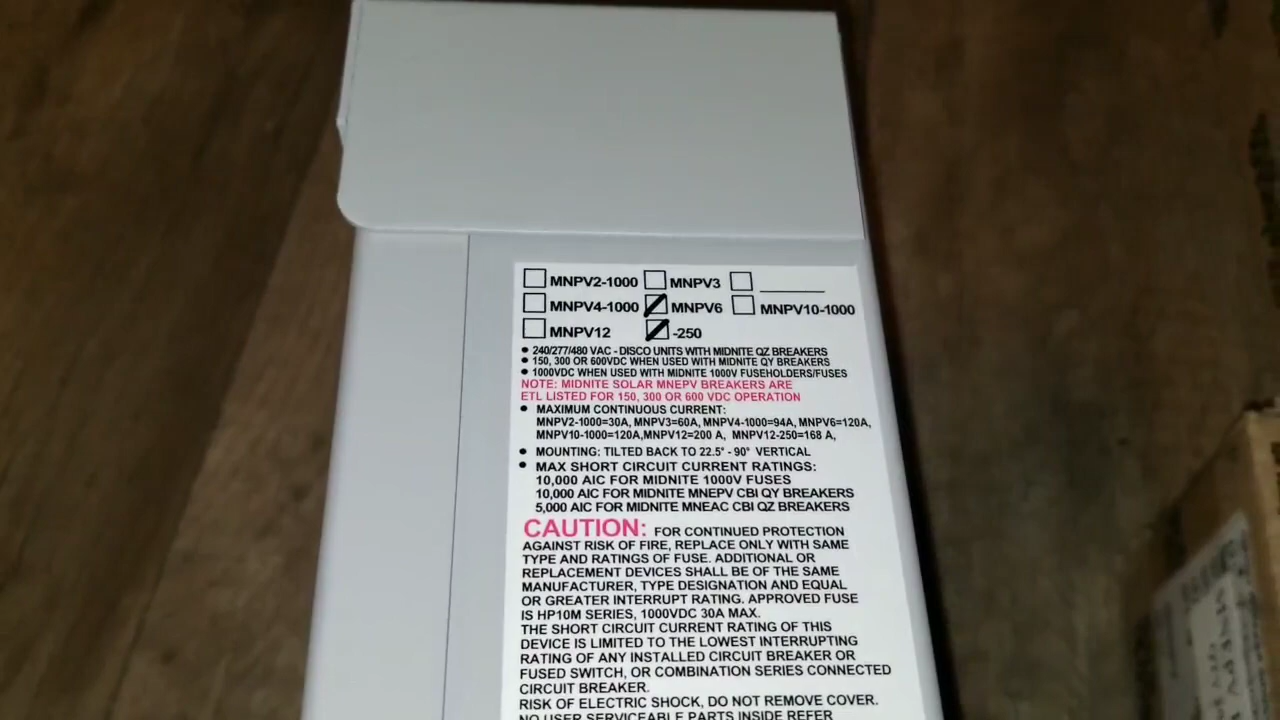 MNPV2-1000 MNPV3 ________
MNPV4-1000 MNPV6 MNPV10-1000
MNPV12 -250
• 240/277/480 VAC - DISCO UNITS WITH MIDNITE QZ BREAKERS
• 150, 300 OR 600VDC WHEN USED WITH MIDNITE QY BREAKERS
• 1000VDC WHEN USED WITH MIDNITE 1000V FUSEHOLDERS/FUSES
NOTE: MIDNITE SOLAR MNEPV BREAKERS ARE
ETL LISTED FOR 150, 300 OR 600 VDC OPERATION
• MAXIMUM CONTINUOUS CURRENT:
MNPV2-1000=30A, MNPV3=60A, MNPV4-1000=94A, MNPV6=120A,
MNPV10-1000=120A,MNPV12=200 A, MNPV12-250=168 A,
• MOUNTING: TILTED BACK TO 22.5° - 90° VERTICAL
• MAX SHORT CIRCUIT CURRENT RATINGS:
10,000 AIC FOR MIDNITE 1000V FUSES
10,000 AIC FOR MIDNITE MNEPV CBI QY BREAKERS
5,000 AIC FOR MIDNITE MNEAC CBI QZ BREAKERS
CAUTION: FOR CONTINUED PROTECTION
AGAINST RISK OF FIRE, REPLACE ONLY WITH SAME
TYPE AND RATINGS OF FUSE. ADDITIONAL OR
REPLACEMENT DEVICES SHALL BE OF THE SAME
MANUFACTURER, TYPE DESIGNATION AND EQUAL
OR GREATER INTERRUPT RATING. APPROVED FUSE
IS HP10M SERIES, 1000VDC 30A MAX.
THE SHORT CIRCUIT CURRENT RATING OF THIS
DEVICE IS LIMITED TO THE LOWEST INTERRUPTING
RATING OF ANY INSTALLED CIRCUIT BREAKER OR
FUSED SWITCH, OR COMBINATION SERIES CONNECTED
CIRCUIT BREAKER.
RISK OF ELECTRIC SHOCK, DO NOT REMOVE COVER.
NO USER SERVICEABLE PARTS INSIDE REFER